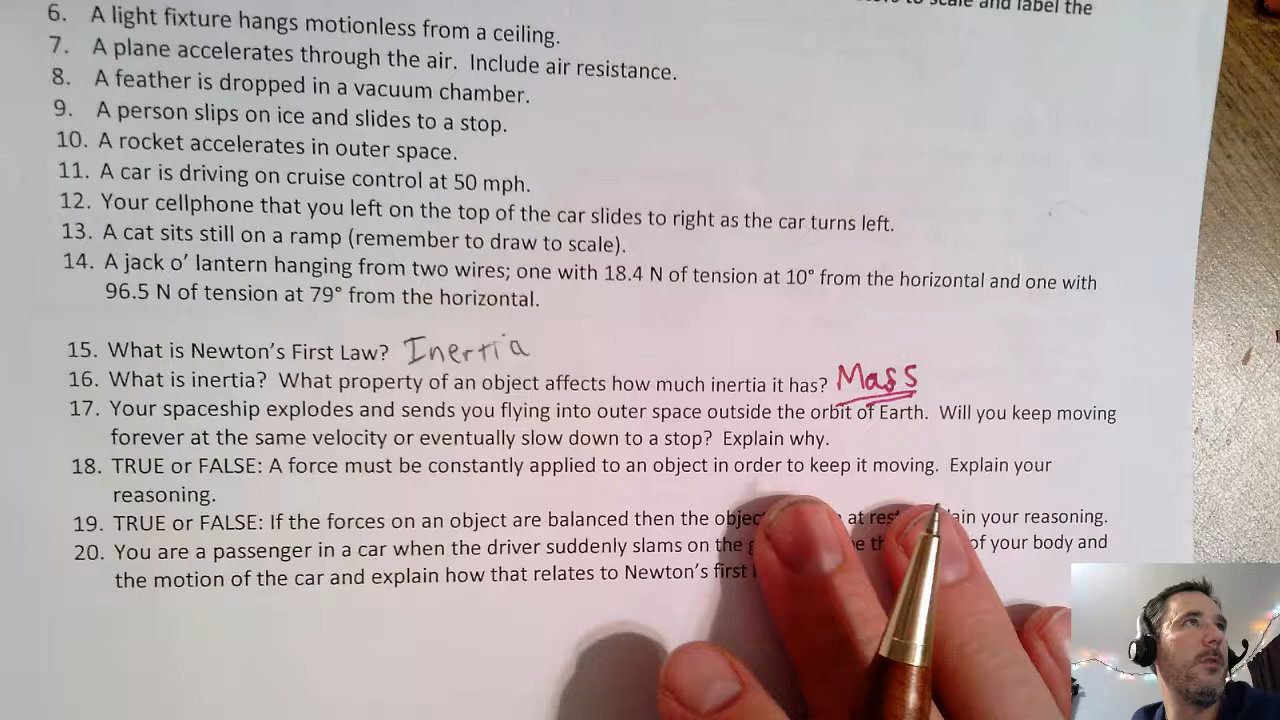 to scale and label the
6. A light fixture hangs motionless from a ceiling.
7. A plane accelerates through the air. Include air resistance.
8. A feather is dropped in a vacuum chamber.
9. A person slips on ice and slides to a stop.
10. A rocket accelerates in outer space.
11. A car is driving on cruise control at 50 mph.
12. Your cellphone that you left on the top of the car slides to right as the car turns left.
13. A cat sits still on a ramp (remember to draw to scale).
14. A jack o’ lantern hanging from two wires; one with 18.4 N of tension at 10° from the horizontal and one with
96.5 N of tension at 79° from the horizontal.
15. What is Newton’s First Law? Inertia
16. What is inertia? What property of an object affects how much inertia it has? Mass
17. Your spaceship explodes and sends you flying into outer space outside the orbit of Earth. Will you keep moving
forever at the same velocity or eventually slow down to a stop? Explain why.
18. TRUE or FALSE: A force must be constantly applied to an object in order to keep it moving. Explain your
reasoning.
19. TRUE or FALSE: If the forces on an object are balanced then the at your reasoning.
20. You are a passenger in a car when the driver suddenly slams on the of your body and
the motion of the car and explain how that relates to Newton’s first